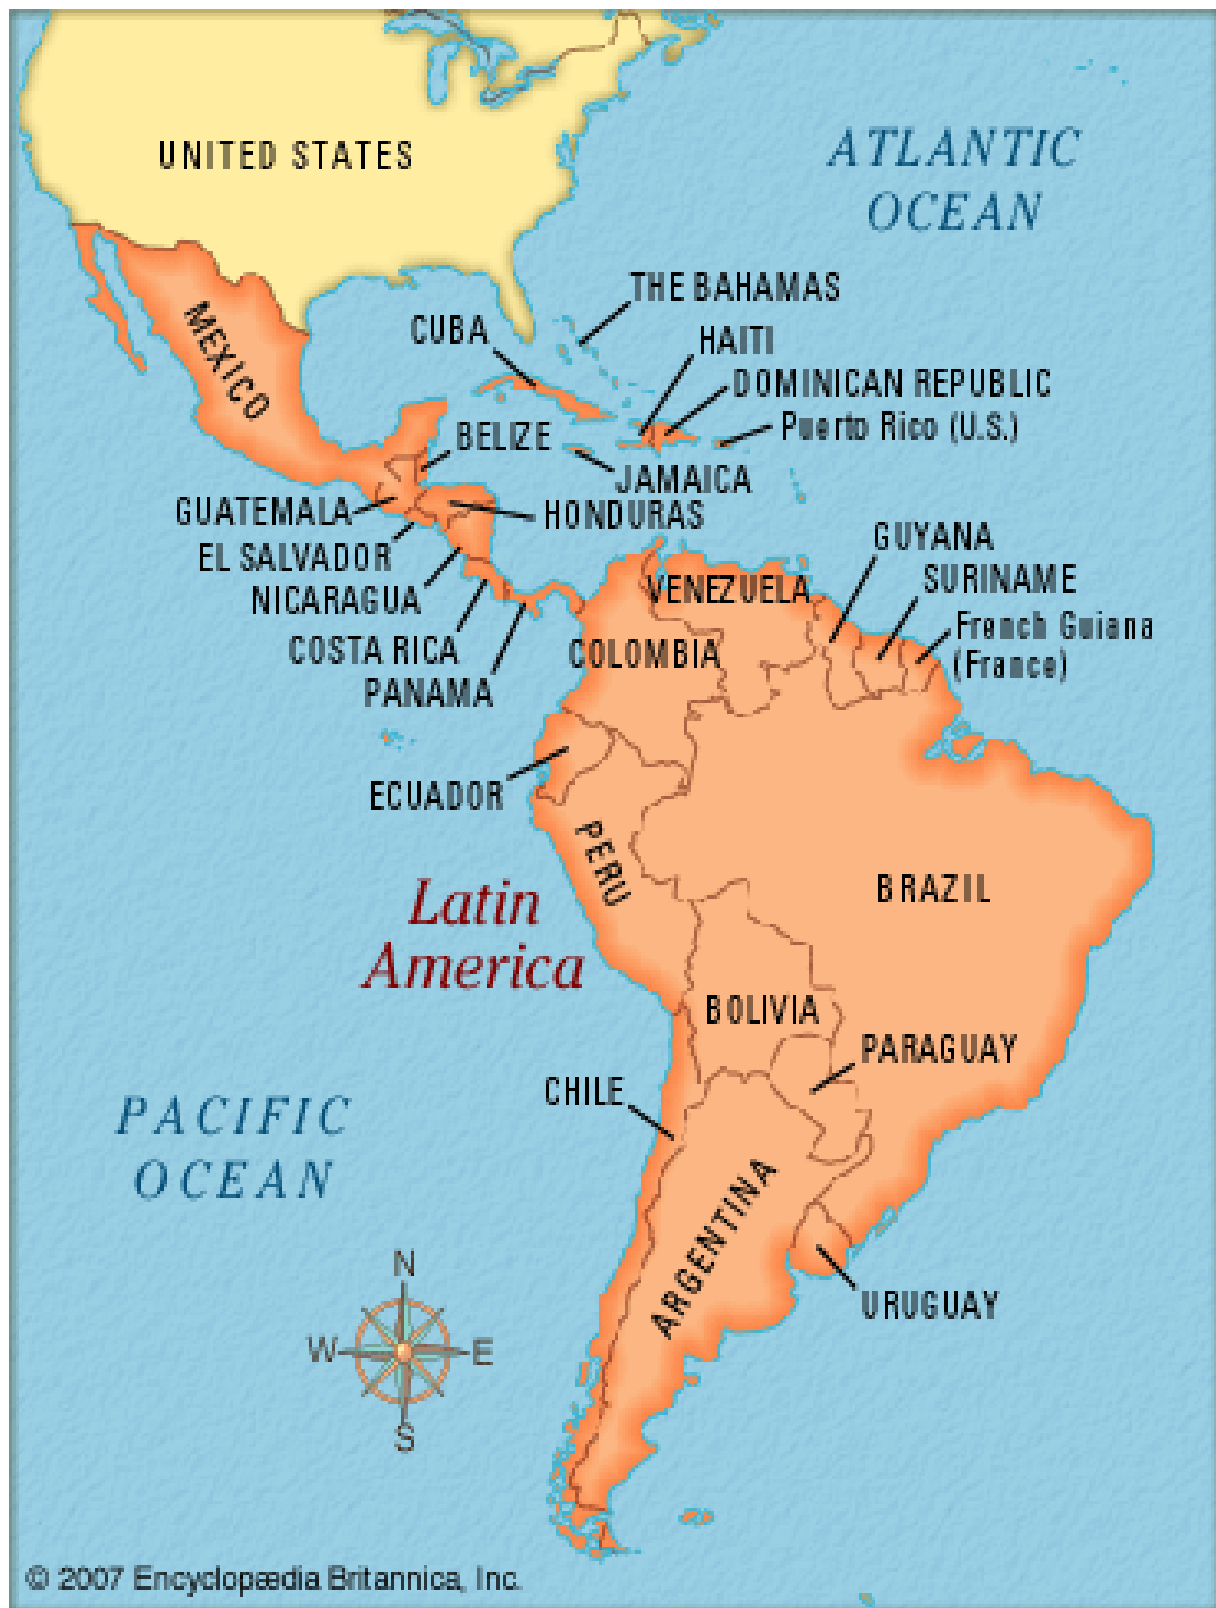 UNITED STATES
ATLANTIC
OCEAN
THE BAHAMAS
MEXICO
CUBA
HAITI
DOMINICAN REPUBLIC
Puerto Rico (U.S.)
BELIZE
JAMAICA
GUATEMALA
HONDURAS
EL SALVADOR
GUYANA
NICARAGUA
VENEZUELA
SURINAME
COSTA RICA
COLOMBIA
French Guiana
(France)
PANAMA
ECUADOR
PERU
BRAZIL
Latin
America
BOLIVIA
PARAGUAY
CHILE
PACIFIC
OCEAN
ARGENTINA
URUGUAY
N
W
E
S
© 2007 Encyclopædia Britannica, Inc.